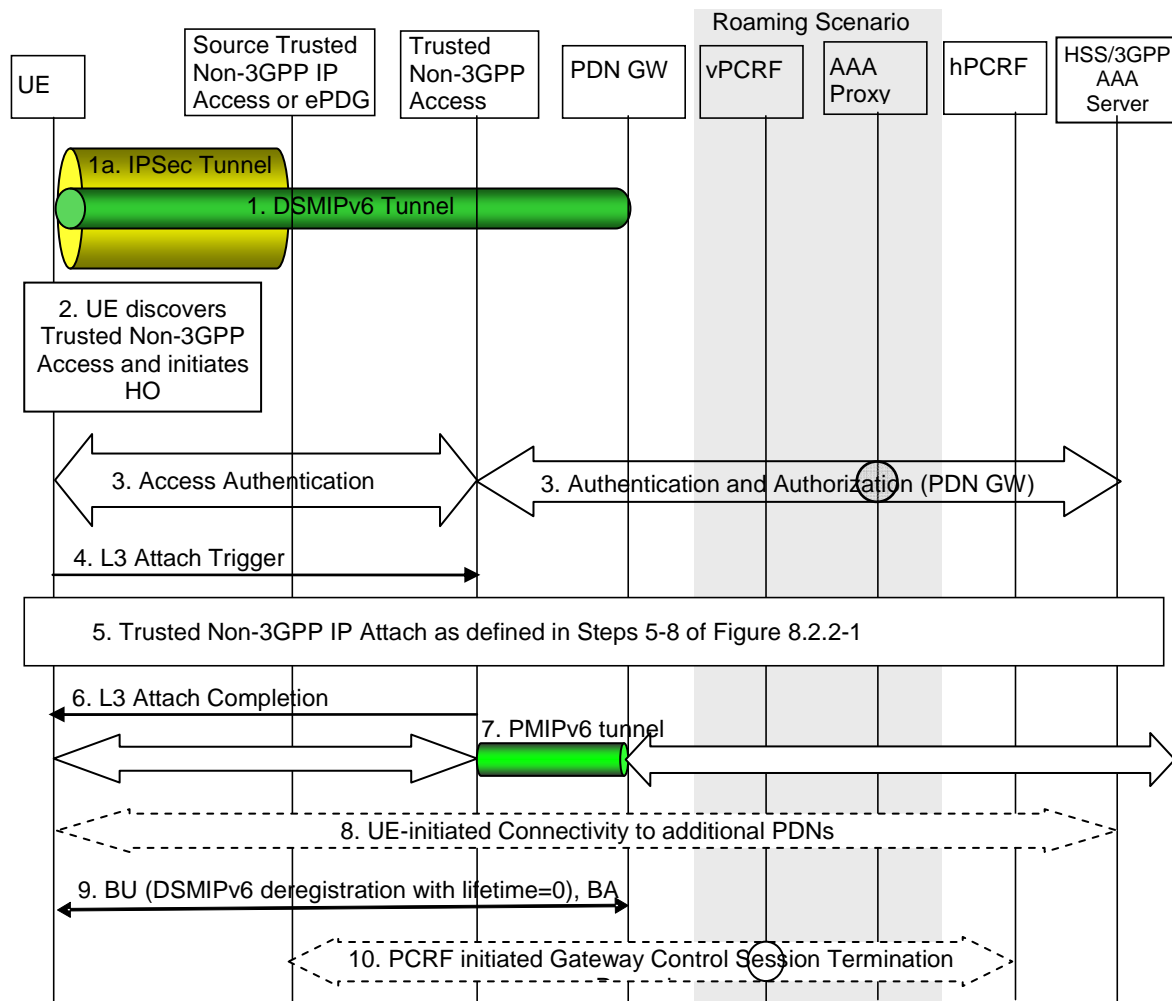 Roaming Scenario
UE
Source Trusted
Non-3GPP IP
Access or ePDG
Trusted
Non-3GPP
Access
PDN GW
vPCRF
AAA
Proxy
hPCRF
HSS/3GPP
AAA
Server
1a. IPSec Tunnel
1. DSMIPv6 Tunnel
2. UE discovers
Trusted Non-3GPP
Access and initiates
HO
3. Access Authentication
3. Authentication and Authorization (PDN GW)
4. L3 Attach Trigger
5. Trusted Non-3GPP IP Attach as defined in Steps 5-8 of Figure 8.2.2-1
6. L3 Attach Completion
7. PMIPv6 tunnel
8. UE-initiated Connectivity to additional PDNs
9. BU (DSMIPv6 deregistration with lifetime=0), BA
10. PCRF initiated Gateway Control Session Termination